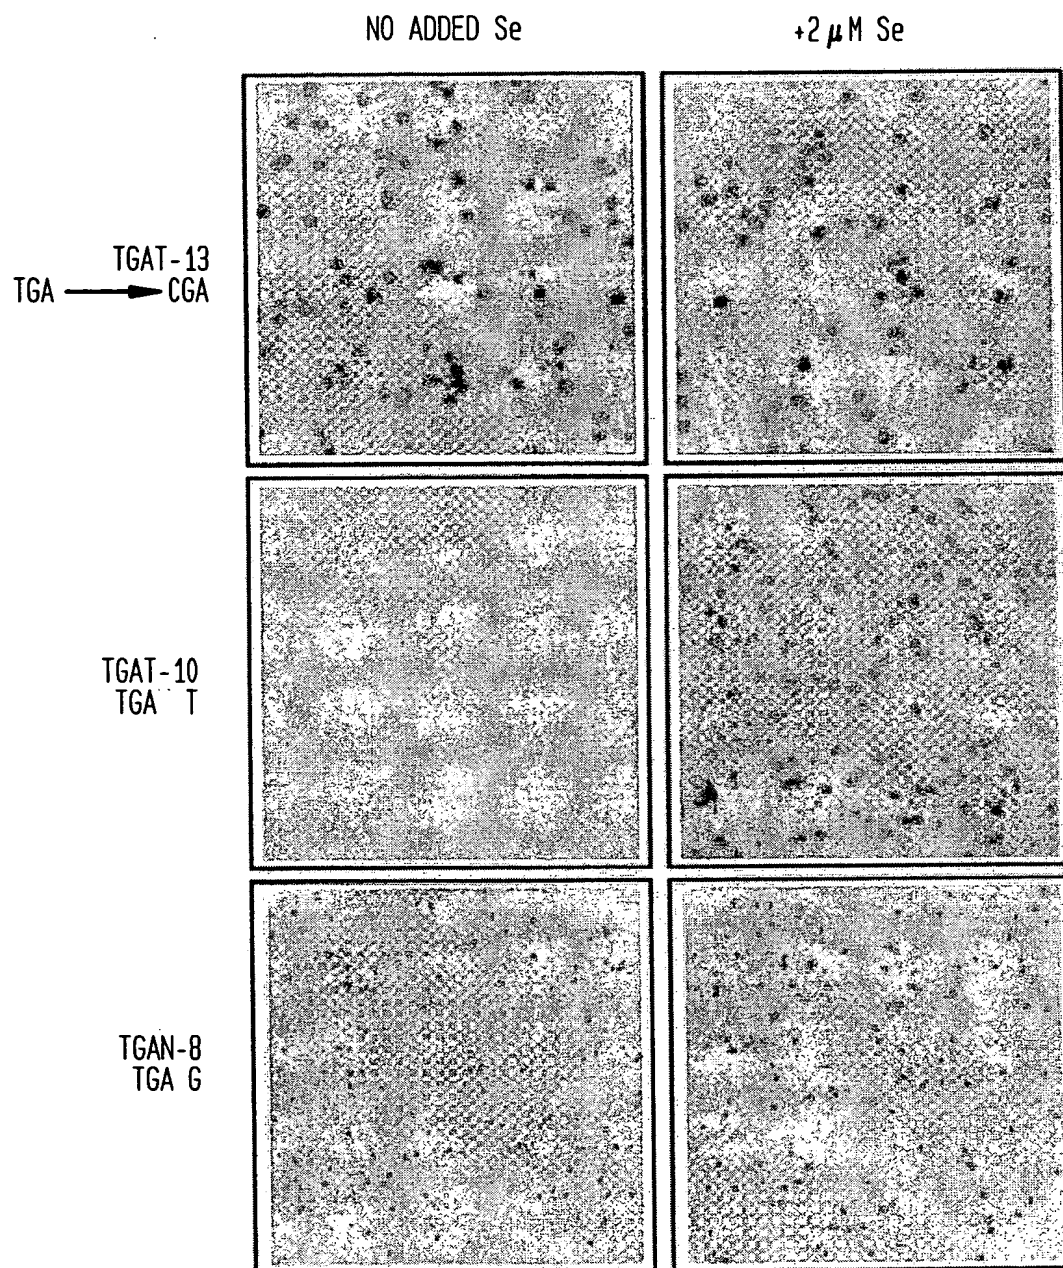 NO ADDED Se
+2 μM Se
TGAT-13
TGA → CGA
TGAT-10
TGA T
TGAN-8
TGA G